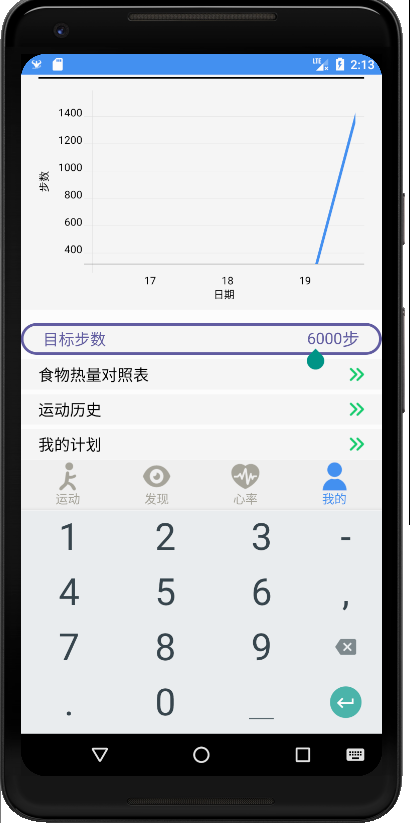 LTE 2:13
1400
1200
1000
800
600
400
步数
17 18 19
日期
目标步数 6000步
食物热量对照表
运动历史
我的计划
运动 发现 心率 我的
1 2 3 -
4 5 6 ,
7 8 9
. 0 _